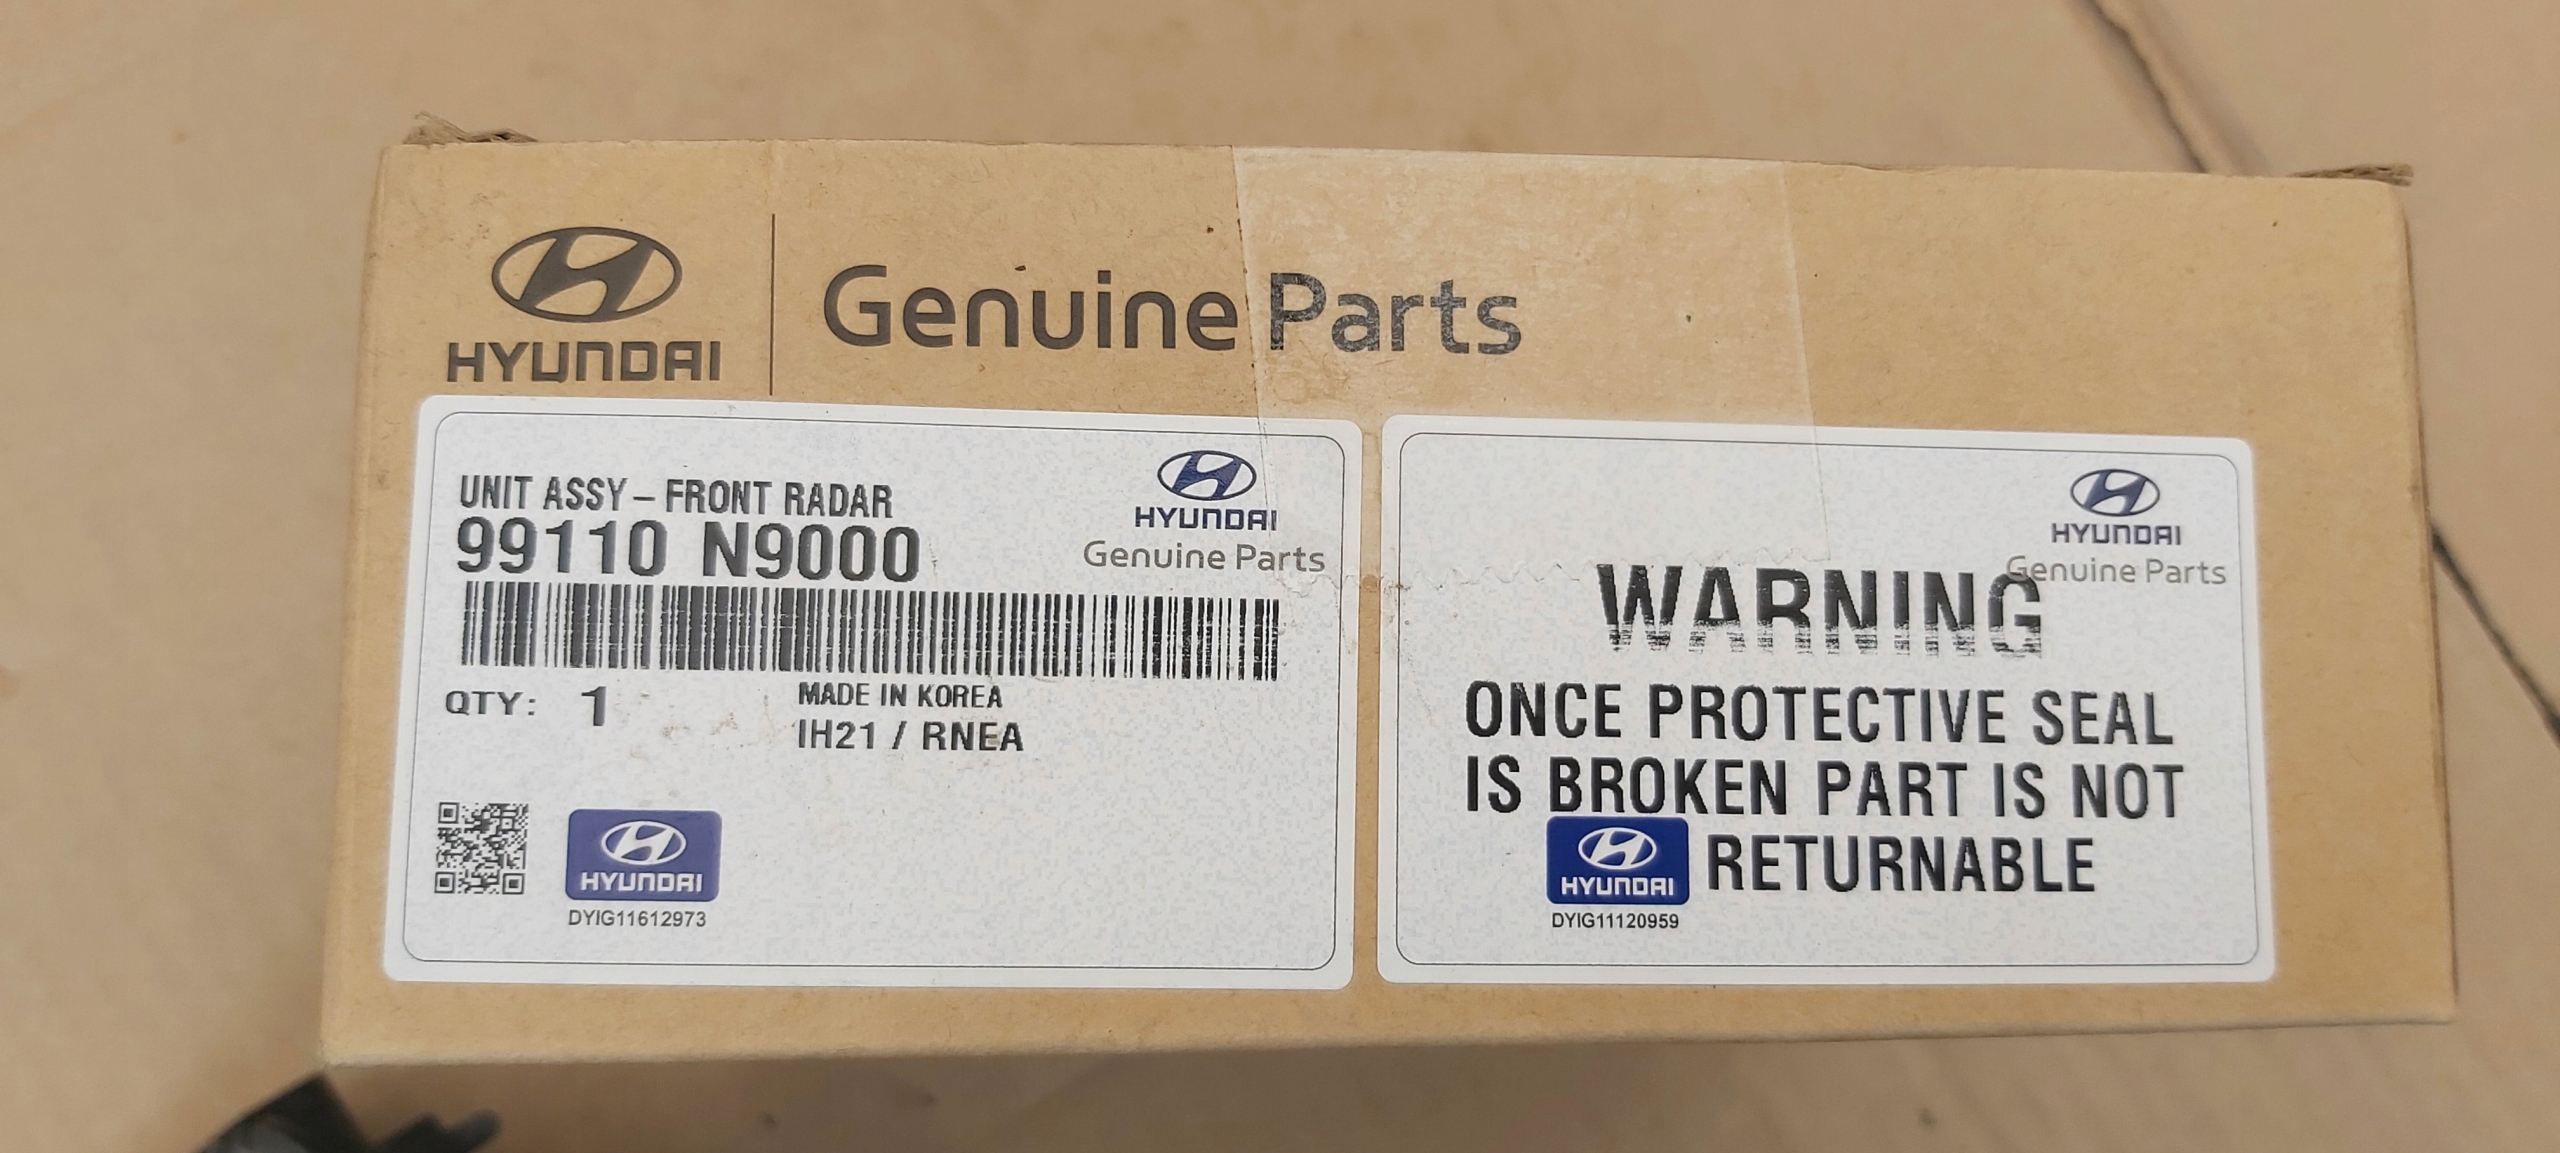 HYUNDAI
Genuine Parts
UNIT ASSY – FRONT RADAR
99110 N9000
HYUNDAI
Genuine Parts
QTY: 1
MADE IN KOREA
IH21 / RNEA
HYUNDAI
DYIG11612973
HYUNDAI
Genuine Parts
WARNING
ONCE PROTECTIVE SEAL
IS BROKEN PART IS NOT
RETURNABLE
HYUNDAI
DYIG11120959